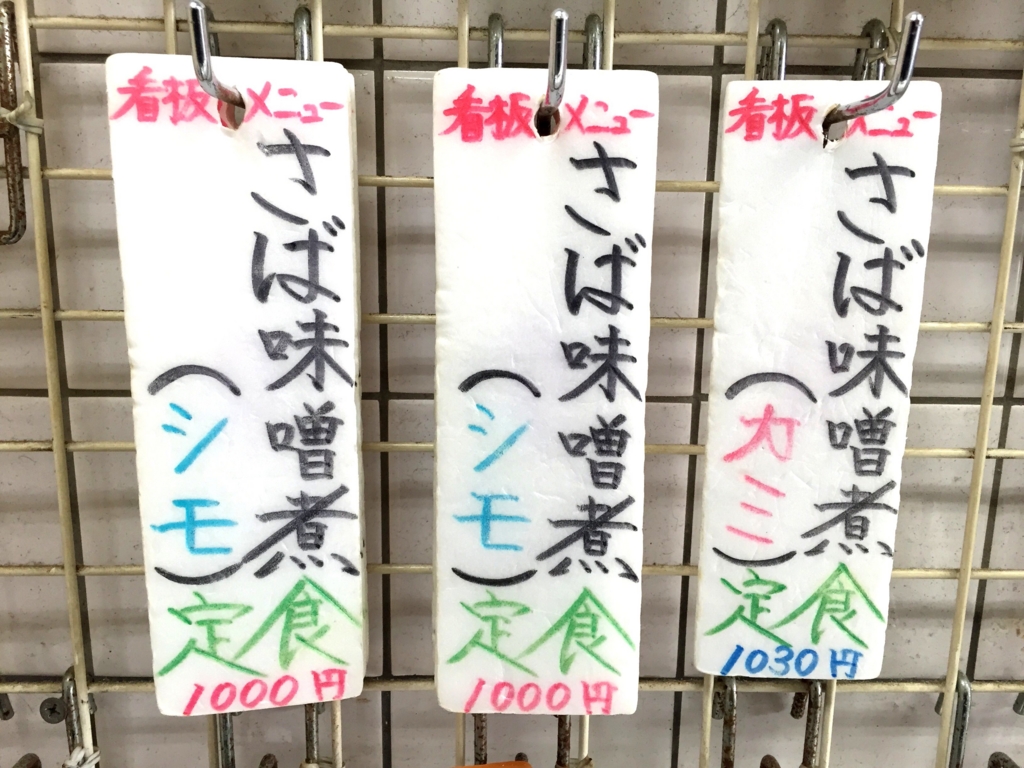 看板メニュー
さば味噌煮
(シモ)
定食
1000円
看板メニュー
さば味噌煮
(シモ)
定食
1000円
看板メニュー
さば味噌煮
(カミ)
定食
1030円